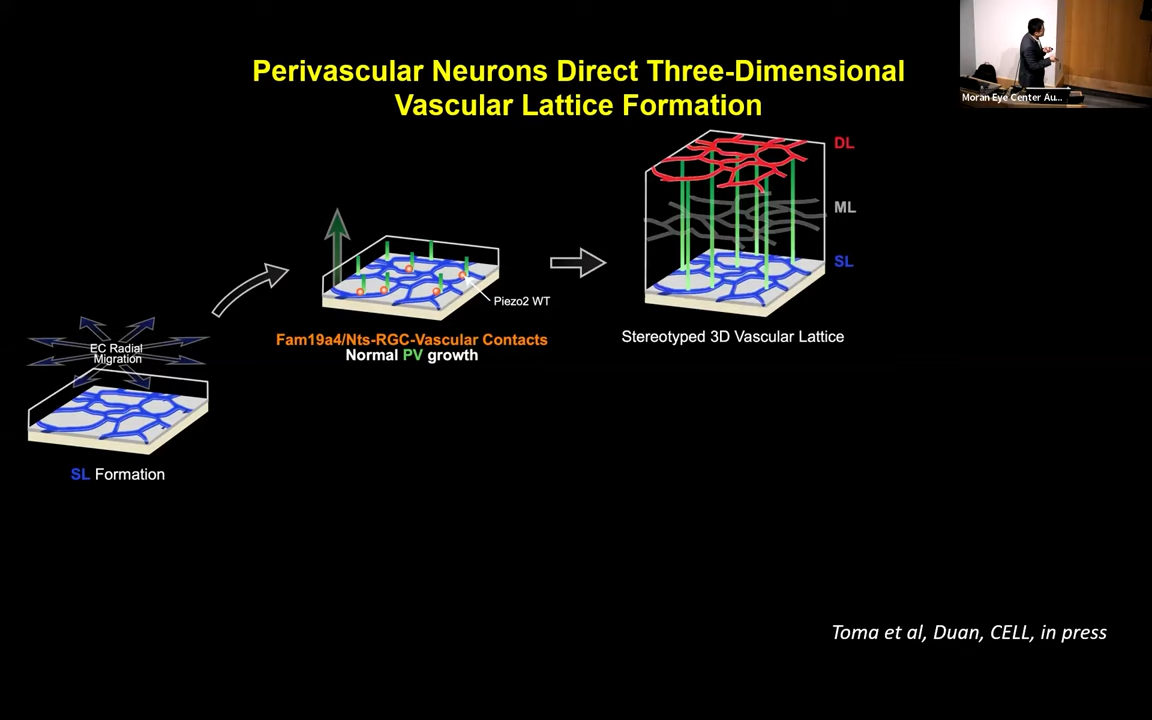 Perivascular Neurons Direct Three-Dimensional
Vascular Lattice Formation
Moran Eye Center Au...
DL
ML
SL
Piezo2 WT
Stereotyped 3D Vascular Lattice
Fam19a4/Nts-RGC-Vascular Contacts
Normal PV growth
EC Radial
Migration
SL Formation
Toma et al, Duan, CELL, in press